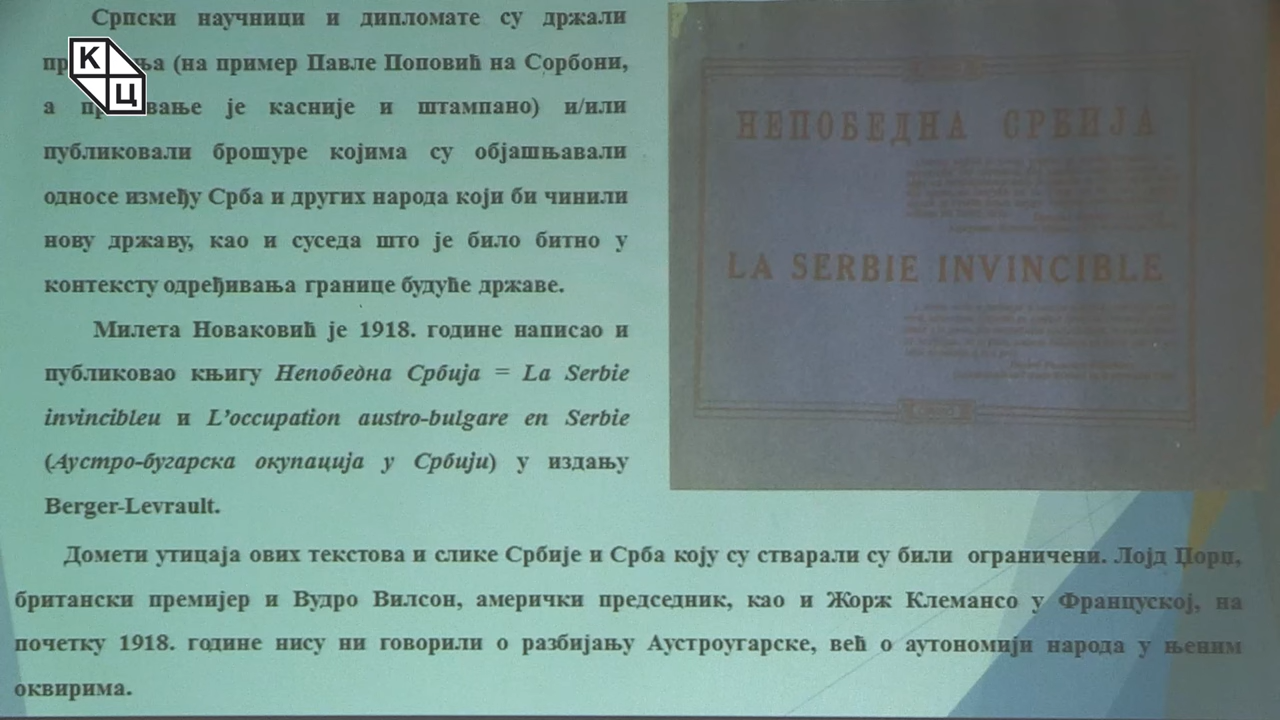 Српски научници и дипломате су држали
(на пример Павле Поповић на Сорбони,
а је касније и штампано) и/или
публиковали брошуре којима су објашњавали
односе између Срба и других народа који би чинили
нову државу, као и суседа што је било битно у
контексту одређивања границе будуће државе.
Милета Новаковић је 1918. године написао и
публиковао књигу Непобедна Србија = La Serbie
invincibleu и L’occupation austro-bulgare en Serbie
(Аустро-бугарска окупација у Србији) у издању
Berger-Levrault.
Домети утицаја ових текстова и слике Србије и Срба коју су стварали су били ограничени. Лојд Џорџ,
британски премијер и Вудро Вилсон, амерички председник, као и Жорж Клемансо у Француској, на
почетку 1918. године нису ни говорили о разбијању Аустроугарске, већ о аутономији народа у њеним
оквирима.
НЕПОБЕДНА СРБИЈА
LA SERBIE INVINCIBLE
К
Ц